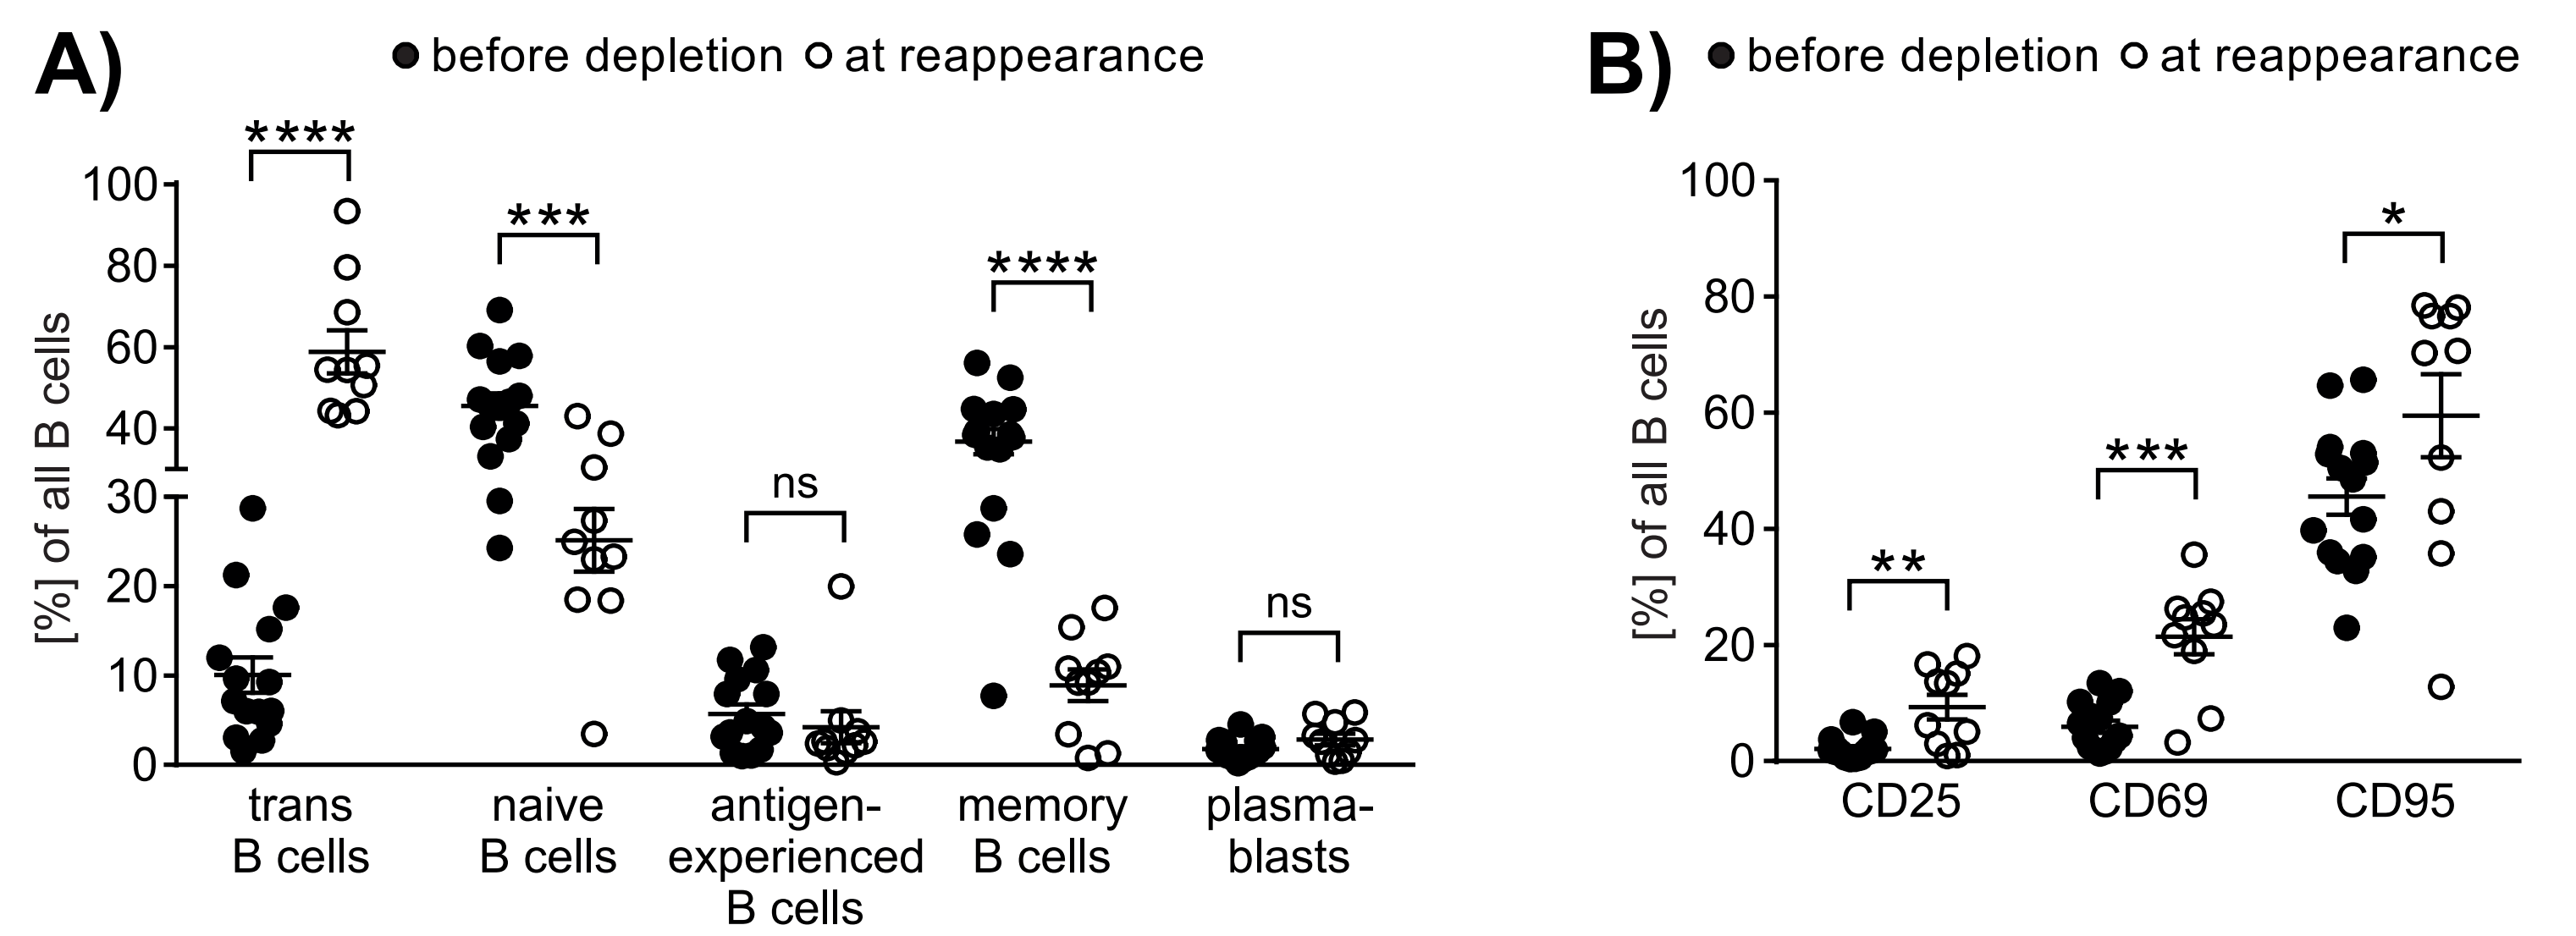 A)
before depletion at reappearance
****
***
****
ns
ns
[%] of all B cells
100
80
60
40
30
20
10
0
trans
B cells
naive
B cells
antigen-
experienced
B cells
memory
B cells
plasma-
blasts
B)
before depletion at reappearance
*
***
**
[%] of all B cells
100
80
60
40
20
0
CD25
CD69
CD95